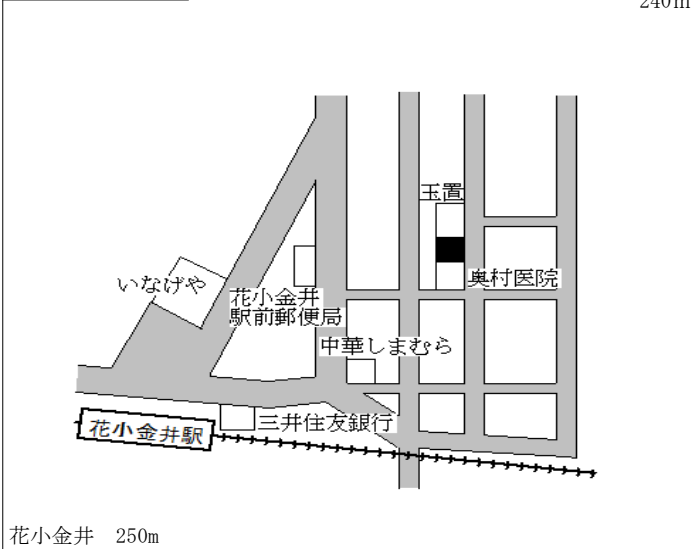 240m
玉置
奥村医院
いなげや
花小金井
駅前郵便局
中華しまむら
三井住友銀行
花小金井駅
花小金井　250m